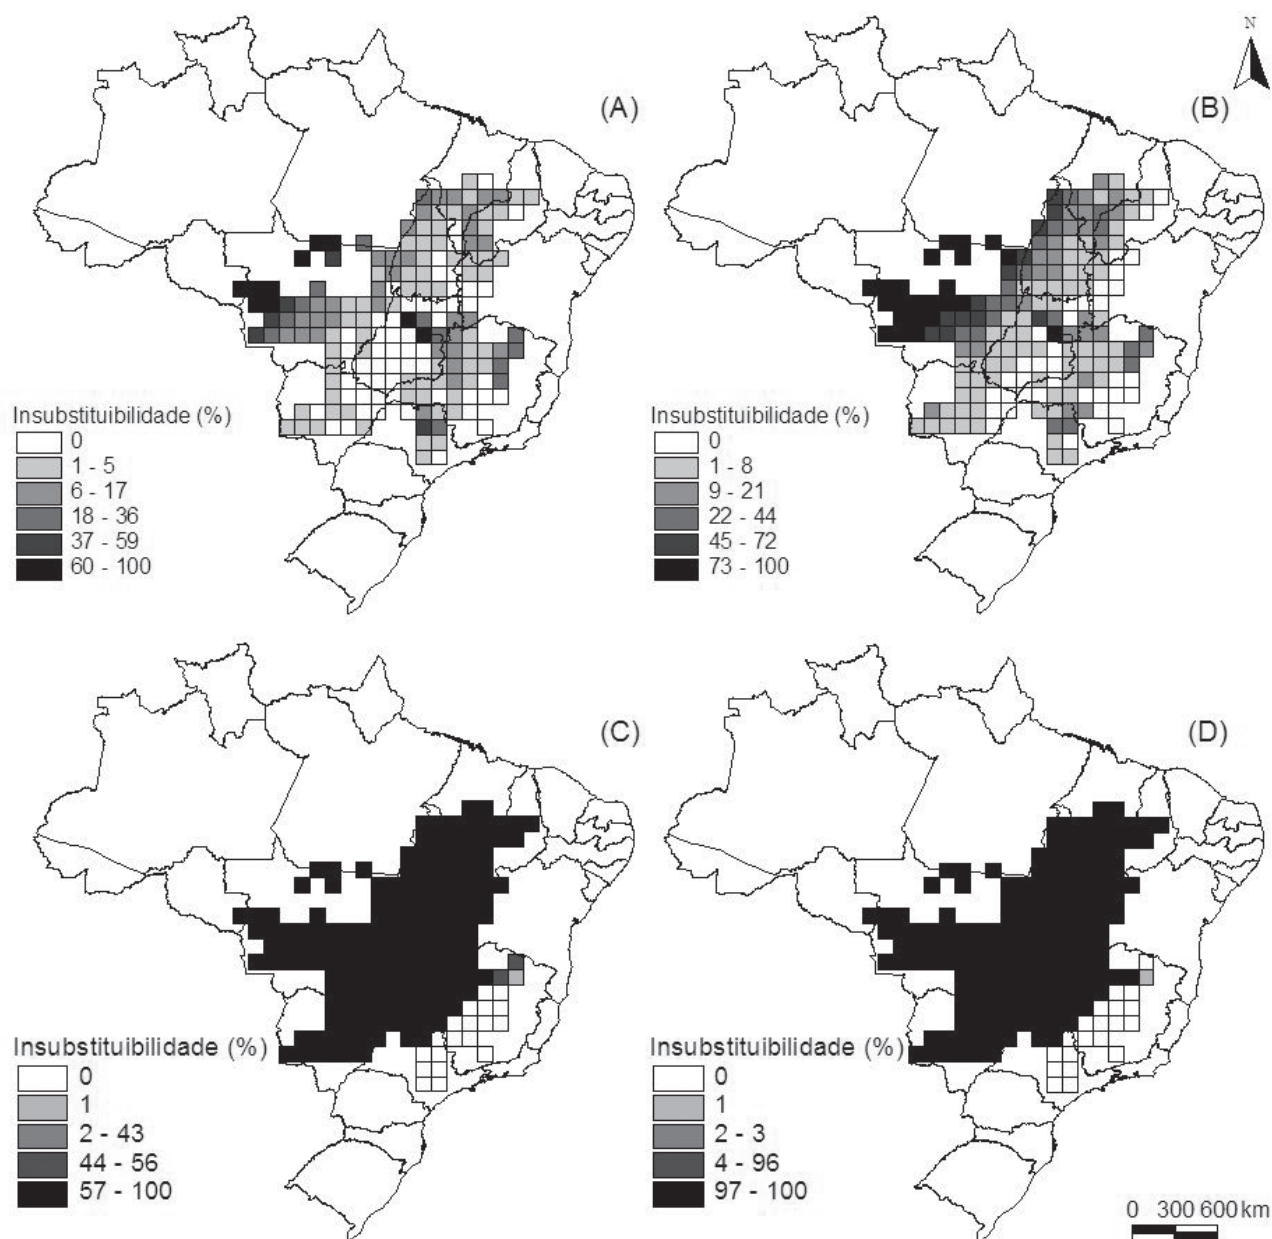 N
(A)
(B)
Insubstituibilidade (%)
0
1 - 5
6 - 17
18 - 36
37 - 59
60 - 100
Insubstituibilidade (%)
0
1 - 8
9 - 21
22 - 44
45 - 72
73 - 100
(C)
(D)
Insubstituibilidade (%)
0
1
2 - 43
44 - 56
57 - 100
Insubstituibilidade (%)
0
1
2 - 3
4 - 96
97 - 100
0 300 600 km